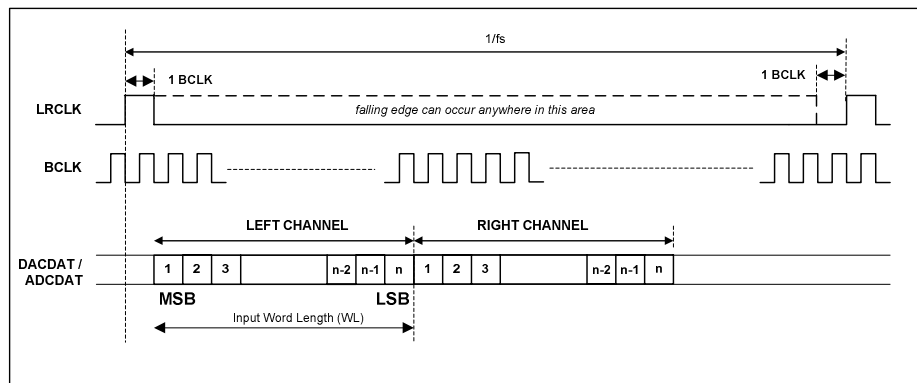 1/fs
1 BCLK
1 BCLK
LRCLK
falling edge can occur anywhere in this area
BCLK
LEFT CHANNEL
RIGHT CHANNEL
DACDAT /
ADCDAT
1 2 3 n-2 n-1 n 1 2 3 n-2 n-1 n
MSB
LSB
Input Word Length (WL)